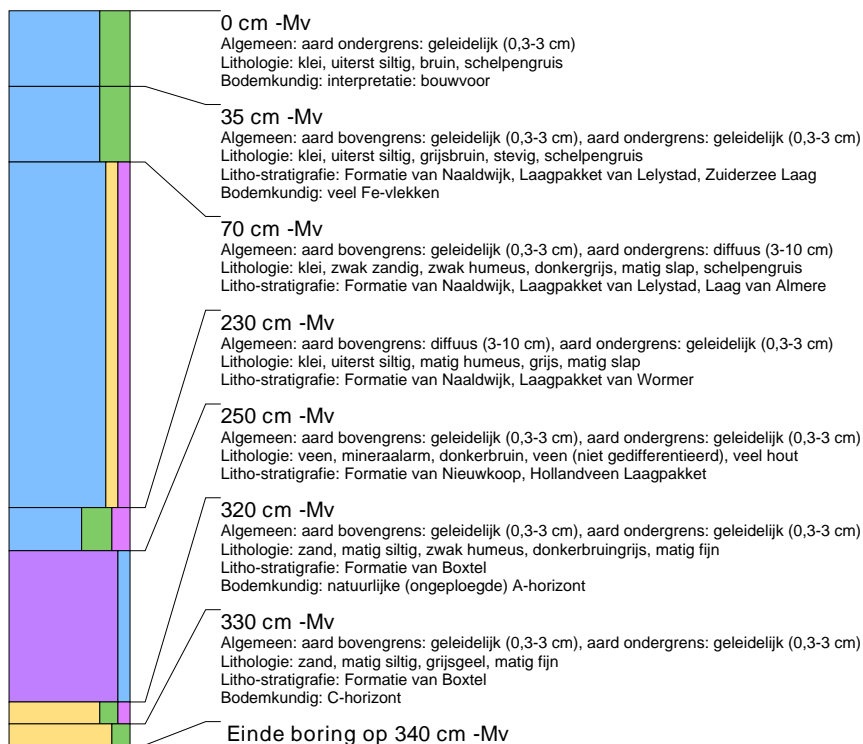 0 cm -Mv
Algemeen: aard ondergrens: geleidelijk (0,3-3 cm)
Lithologie: klei, uiterst siltig, bruin, schelpengruis
Bodemkundig: interpretatie: bouwvoor
35 cm -Mv
Algemeen: aard bovengrens: geleidelijk (0,3-3 cm), aard ondergrens: geleidelijk (0,3-3 cm)
Lithologie: klei, uiterst siltig, grijsbruin, stevig, schelpengruis
Litho-stratigrafie: Formatie van Naaldwijk, Laagpakket van Lelystad, Zuiderzee Laag
Bodemkundig: veel Fe-vlekken
70 cm -Mv
Algemeen: aard bovengrens: geleidelijk (0,3-3 cm), aard ondergrens: diffuus (3-10 cm)
Lithologie: klei, zwak zandig, zwak humeus, donkergrijs, matig slap, schelpengruis
Litho-stratigrafie: Formatie van Naaldwijk, Laagpakket van Lelystad, Laag van Almere
230 cm -Mv
Algemeen: aard bovengrens: diffuus (3-10 cm), aard ondergrens: geleidelijk (0,3-3 cm)
Lithologie: klei, uiterst siltig, matig humeus, grijs, matig slap
Litho-stratigrafie: Formatie van Naaldwijk, Laagpakket van Wormer
250 cm -Mv
Algemeen: aard bovengrens: geleidelijk (0,3-3 cm), aard ondergrens: geleidelijk (0,3-3 cm)
Lithologie: veen, mineraalarm, donkerbruin, veen (niet gedifferentieerd), veel hout
Litho-stratigrafie: Formatie van Nieuwkoop, Hollandveen Laagpakket
320 cm -Mv
Algemeen: aard bovengrens: geleidelijk (0,3-3 cm), aard ondergrens: geleidelijk (0,3-3 cm)
Lithologie: zand, matig siltig, zwak humeus, donkerbruingrijs, matig fijn
Litho-stratigrafie: Formatie van Boxtel
Bodemkundig: natuurlijke (ongeploegde) A-horizont
330 cm -Mv
Algemeen: aard bovengrens: geleidelijk (0,3-3 cm), aard ondergrens: geleidelijk (0,3-3 cm)
Lithologie: zand, matig siltig, grijsgeel, matig fijn
Litho-stratigrafie: Formatie van Boxtel
Bodemkundig: C-horizont
Einde boring op 340 cm -Mv